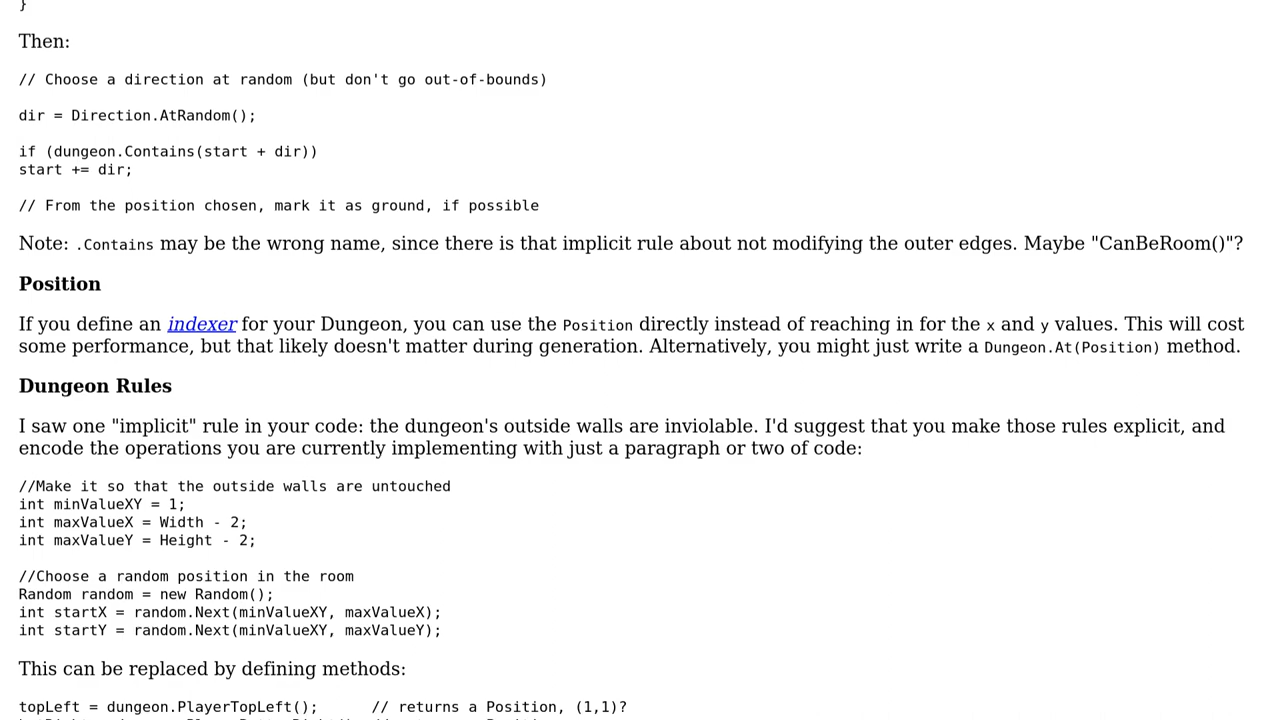 }
Then:
// Choose a direction at random (but don't go out-of-bounds)
dir = Direction.AtRandom();
if (dungeon.Contains(start + dir))
start += dir;
// From the position chosen, mark it as ground, if possible
Note: .Contains may be the wrong name, since there is that implicit rule about not modifying the outer edges. Maybe "CanBeRoom()"?
Position
If you define an indexer for your Dungeon, you can use the Position directly instead of reaching in for the x and y values. This will cost
some performance, but that likely doesn't matter during generation. Alternatively, you might just write a Dungeon.At(Position) method.
Dungeon Rules
I saw one "implicit" rule in your code: the dungeon's outside walls are inviolable. I'd suggest that you make those rules explicit, and
encode the operations you are currently implementing with just a paragraph or two of code:
//Make it so that the outside walls are untouched
int minValueXY = 1;
int maxValueX = Width - 2;
int maxValueY = Height - 2;
//Choose a random position in the room
Random random = new Random();
int startX = random.Next(minValueXY, maxValueX);
int startY = random.Next(minValueXY, maxValueY);
This can be replaced by defining methods:
topLeft = dungeon.PlayerTopLeft();      // returns a Position, (1,1)?